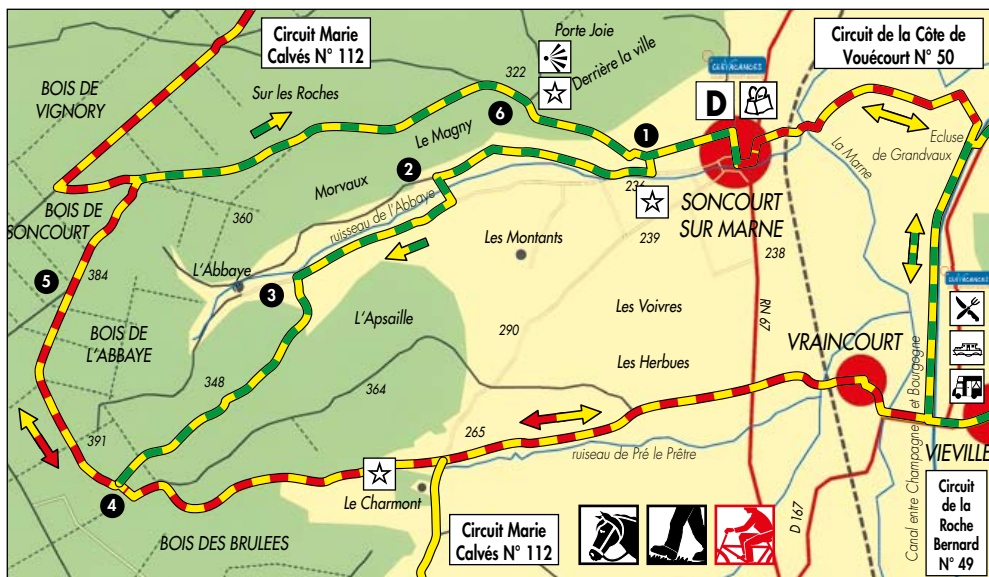 Circuit Marie
Calvés N° 112
Porte Joie
Circuit de la Côte de
Vouécourt N° 50
BOIS DE
VIGNORY
Sur les Roches
322
Derrière la ville
D
6
Le Magny
1
Ecluse
de Grandvaux
La Marne
2
Morvaux
236
BOIS DE
SONCOURT
360
ruisseau de l'Abbaye
SONCOURT
SUR MARNE
239
238
Les Montants
384
L'Abbaye
5
3
L'Apsaille
Les Voivres
290
RN 67
BOIS DE
L'ABBAYE
VRAINCOURT
Les Herbues
348
364
Canal entre Champagne et Bourgogne
391
265
ruiseau de Pré le Prêtre
VIEVILLE
4
Le Charmont
D 167
Circuit
de la
Roche
Bernard
N° 49
Circuit Marie
Calvés N° 112
BOIS DES BRULEES